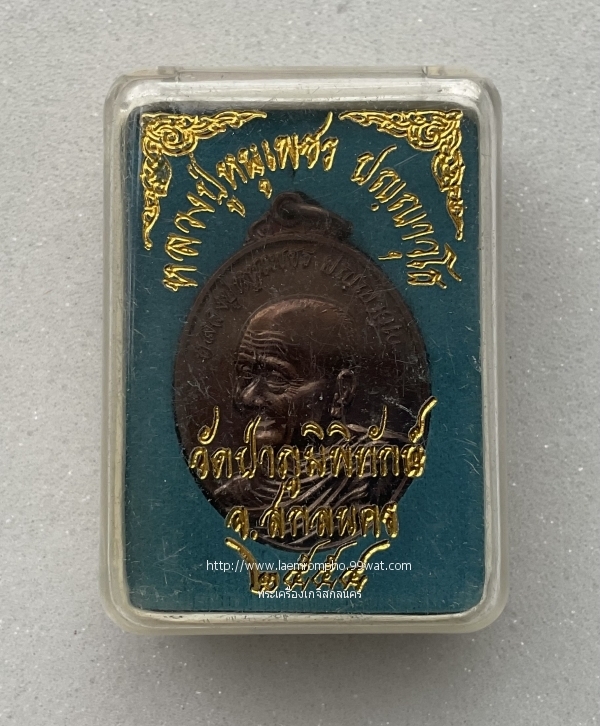 หลวงปู่หนูเพชร ปญฺญาวุโธ
วัดป่าภูมิพิทักษ์
จ.สกลนคร
๒๕๕๕
http://www.laemrompho.99wat.com
พระเครื่องเกจิสกลนคร